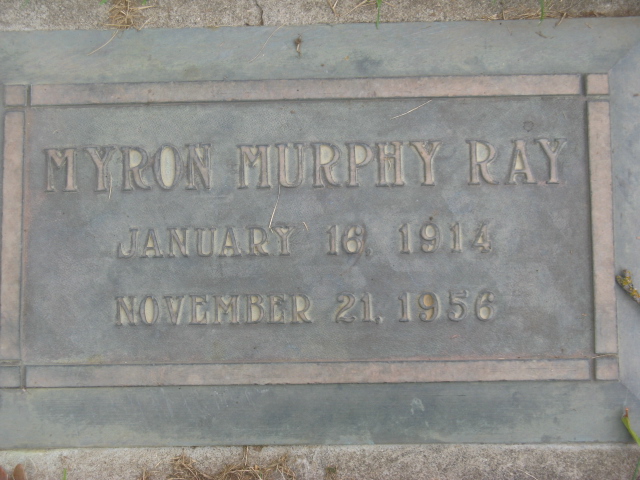 MYRON MURPHY RAY
JANUARY 16, 1914
NOVEMBER 21, 1956